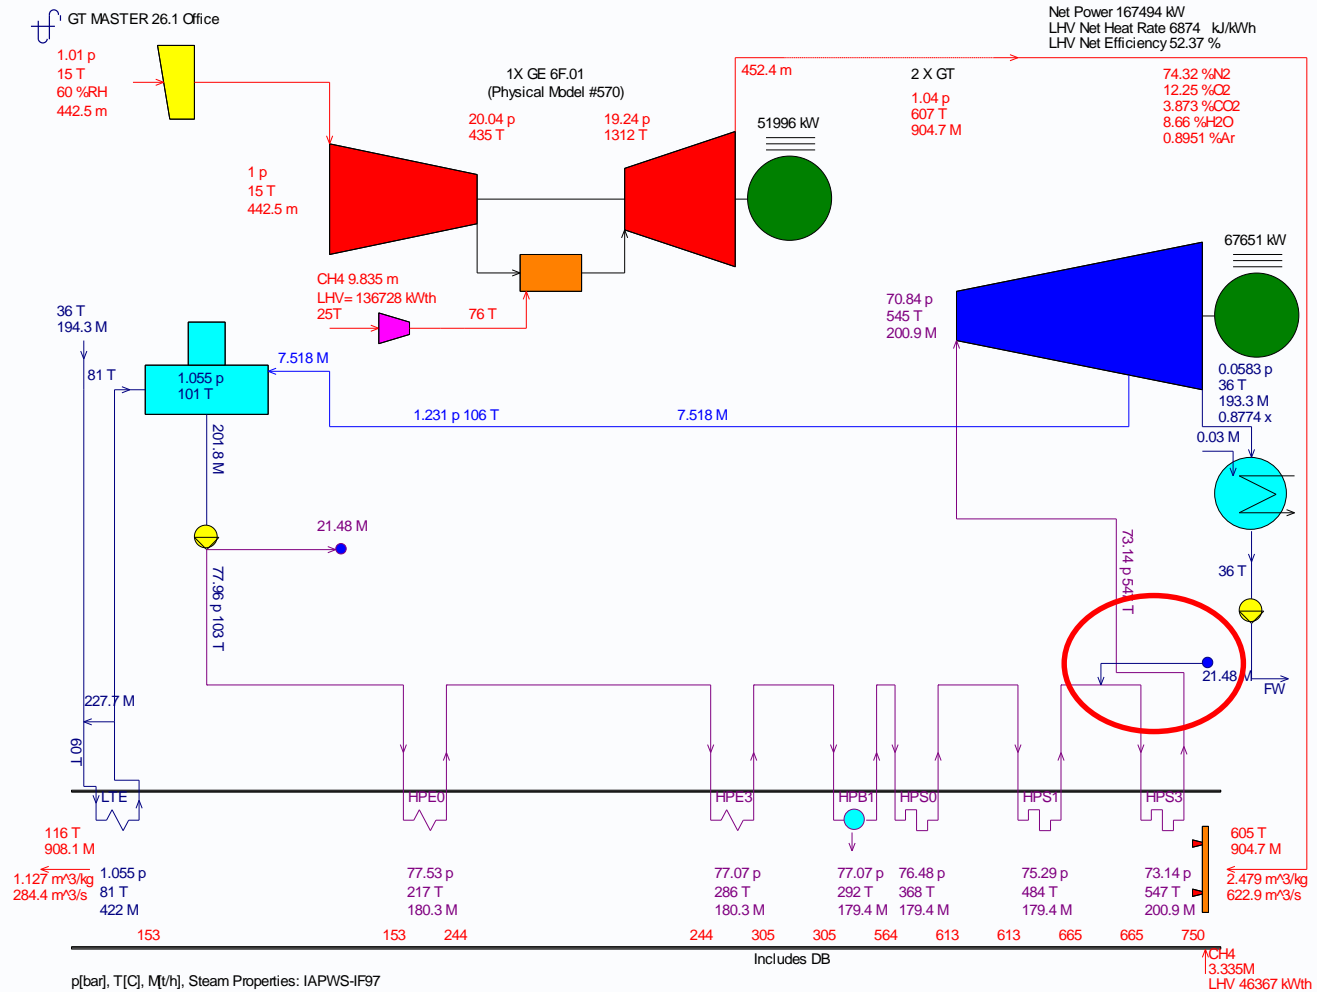 GT MASTER 26.1 Office
Net Power 167494 kW
LHV Net Heat Rate 6874 kJ/kWh
LHV Net Efficiency 52.37 %
1.01 p
15 T
60 %RH
442.5 m
1X GE 6F.01
(Physical Model #570)
452.4 m
2 X GT
1.04 p
607 T
904.7 M
74.32 %N2
12.25 %O2
3.873 %CO2
8.66 %H2O
0.8951 %Ar
20.04 p
435 T
19.24 p
1312 T
51996 kW
1 p
15 T
442.5 m
67651 kW
CH4 9.835 m
LHV= 136728 kWth
25T
76 T
70.84 p
545 T
200.9 M
36 T
194.3 M
81 T
1.055 p
101 T
7.518 M
1.231 p 106 T
7.518 M
0.0583 p
36 T
193.3 M
0.8774 x
0.03 M
201.8 M
21.48 M
77.96 p 103 T
73.14 p 547 T
36 T
21.48 M
FW
227.7 M
60 T
LTE
HPE0
HPE3
HPB1
HPS0
HPS1
HPS3
116 T
908.1 M
1.127 m^3/kg
284.4 m^3/s
1.055 p
81 T
422 M
77.53 p
217 T
180.3 M
77.07 p
286 T
180.3 M
77.07 p
292 T
179.4 M
76.48 p
368 T
179.4 M
75.29 p
484 T
179.4 M
73.14 p
547 T
200.9 M
605 T
904.7 M
2.479 m^3/kg
622.9 m^3/s
153
153
244
244
305
305
564
613
613
665
665
750
Includes DB
CH4
3.335M
LHV 46367 kWth
p[bar], T[C], M[t/h], Steam Properties: IAPWS-IF97